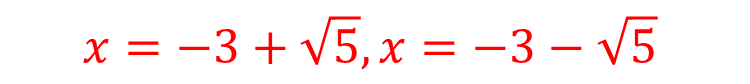 x = −3 + √5, x = −3 − √5